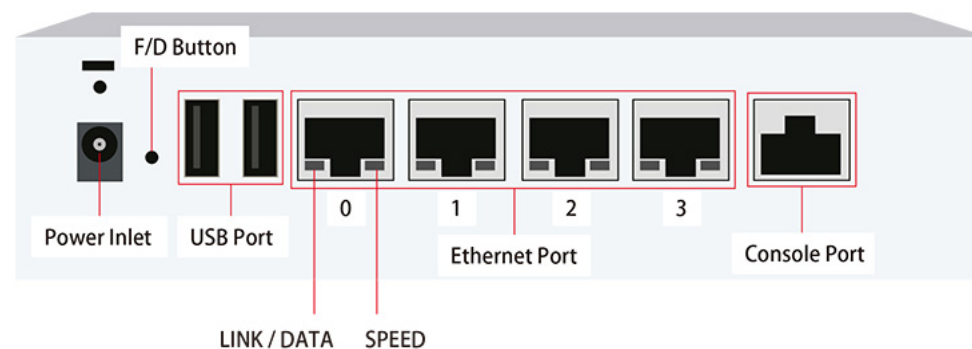 F/D Button
0
1
2
3
Power Inlet
USB Port
Ethernet Port
Console Port
LINK / DATA
SPEED